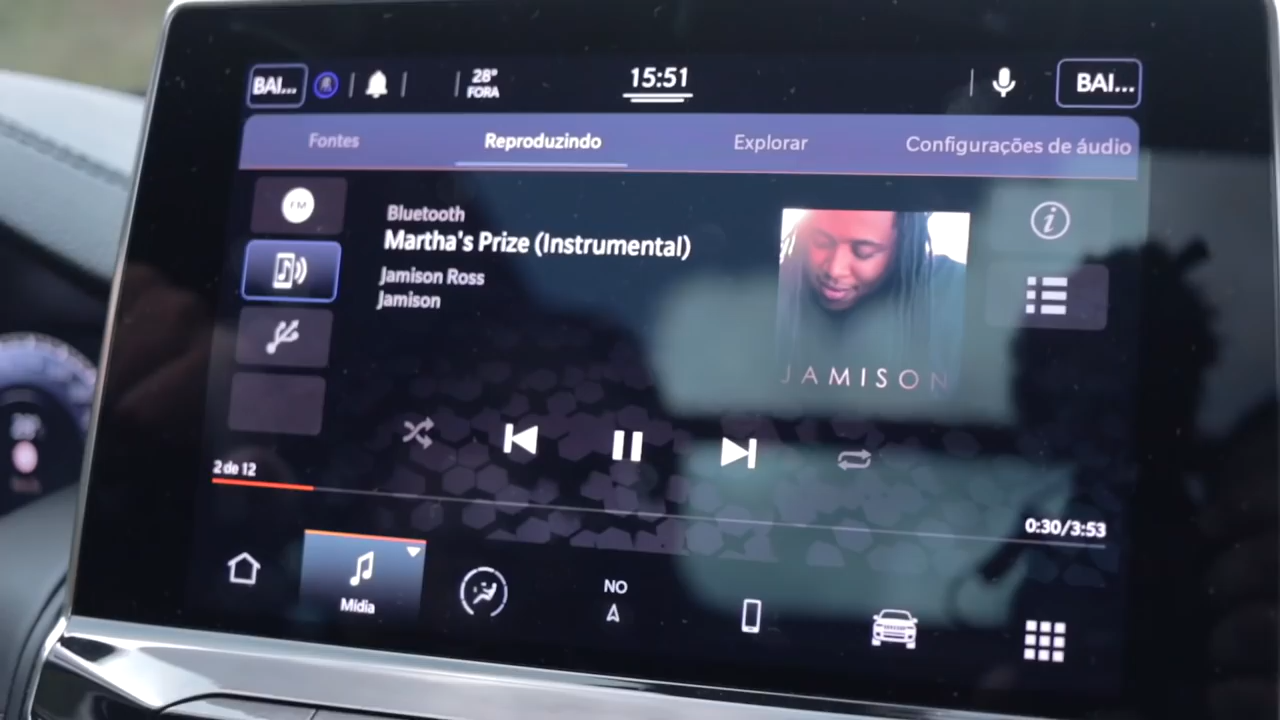 BAI...
28°
FORA
15:51
BAI...
Fontes
Reproduzindo
Explorar
Configurações de áudio
FM
Bluetooth
Martha's Prize (Instrumental)
Jamison Ross
Jamison
JAMISON
2 de 12
0:30/3:53
Mídia
NO